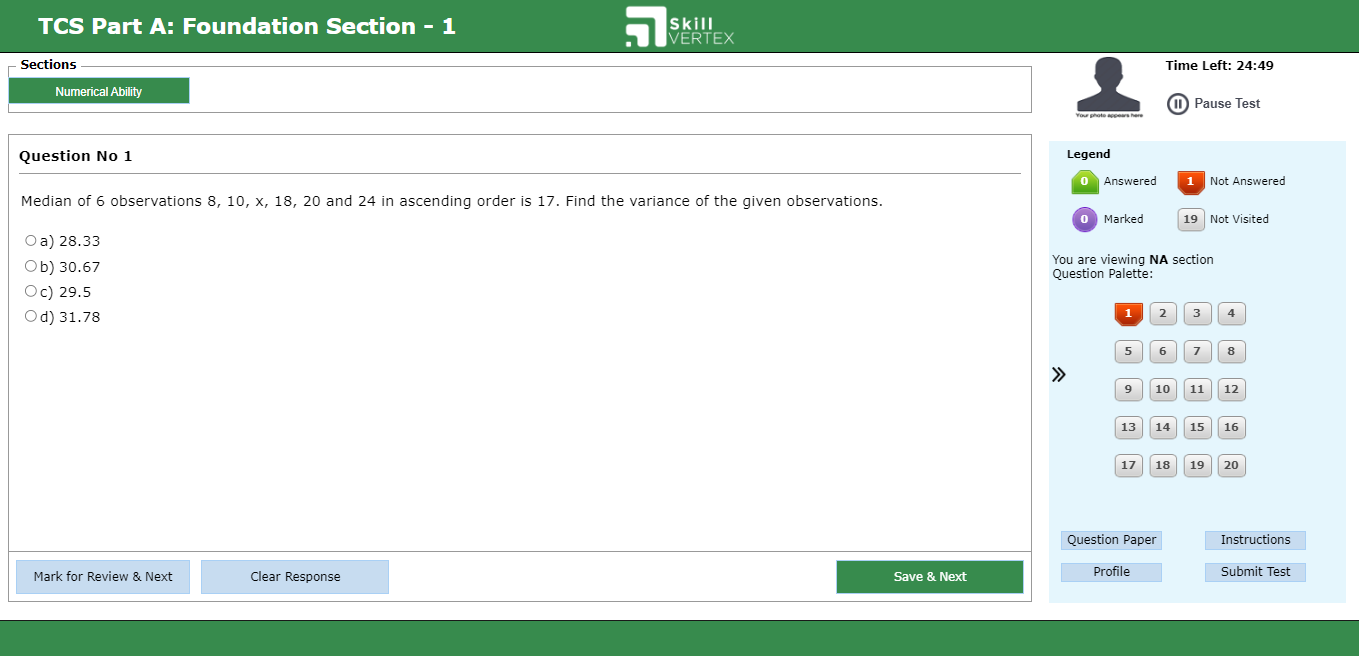 TCS Part A: Foundation Section - 1
Skill
VERTEX
Sections
Numerical Ability
Time Left: 24:49
Your photo appears here
Pause Test
Question No 1
Median of 6 observations 8, 10, x, 18, 20 and 24 in ascending order is 17. Find the variance of the given observations.
a) 28.33
b) 30.67
c) 29.5
d) 31.78
Mark for Review & Next
Clear Response
Save & Next
Legend
0 Answered 1 Not Answered
0 Marked 19 Not Visited
You are viewing NA section
Question Palette:
1 2 3 4
5 6 7 8
9 10 11 12
13 14 15 16
17 18 19 20
Question Paper Instructions
Profile Submit Test